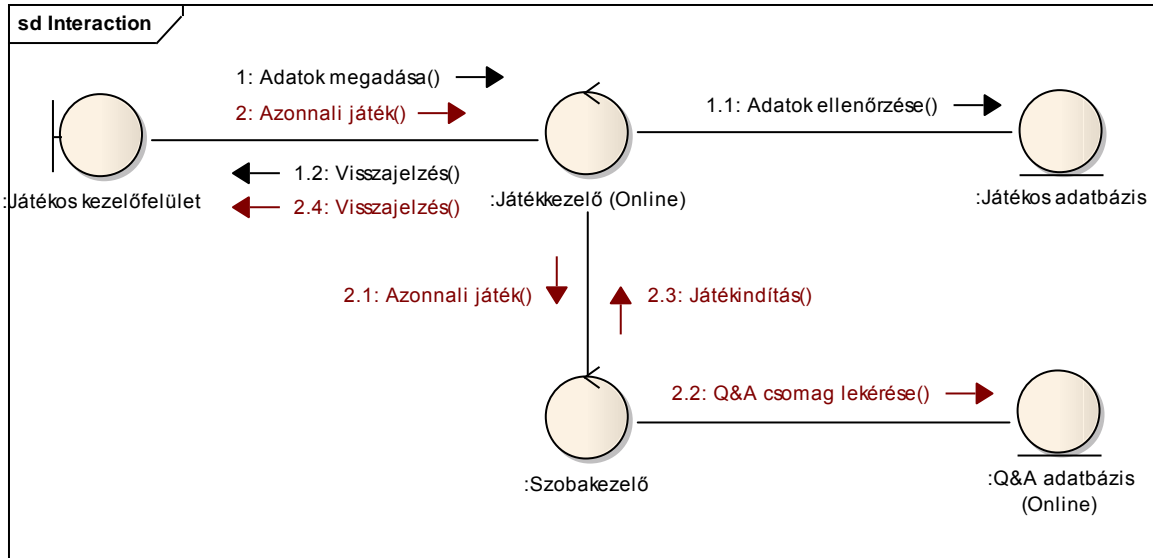 sd Interaction
1: Adatok megadása()
2: Azonnali játék()
1.1: Adatok ellenőrzése()
1.2: Visszajelzés()
2.4: Visszajelzés()
:Játékos kezelőfelület
:Játékkezelő (Online)
:Játékos adatbázis
2.1: Azonnali játék()
2.3: Játékindítás()
2.2: Q&A csomag lekérése()
:Szobakezelő
:Q&A adatbázis
(Online)